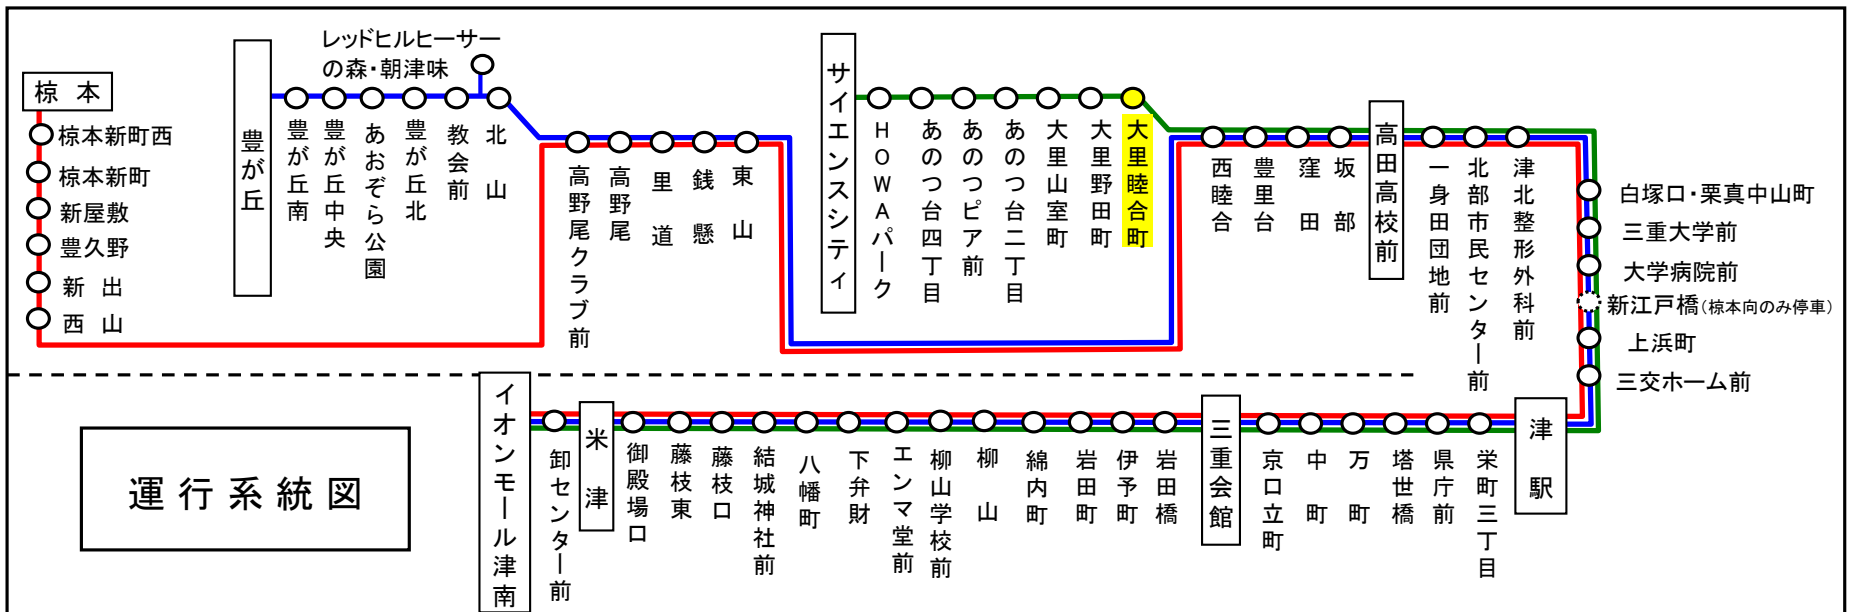 椋本
椋本新町西
椋本新町
新屋敷
豊久野
新出
西山
豊が丘
豊が丘南
豊が丘中央
あおぞら公園
豊が丘北
教会前
レッドヒルヒーサー
の森・朝津味
北山
高野尾クラブ前
高野尾
里道
銭懸
東山
サイエンスシティ
HOWAパーク
あのつ台四丁目
あのつピア前
あのつ台二丁目
大里山室町
大里野田町
大里睦合町
西睦合
豊里台
窪田
坂部
高田高校前
一身田団地前
北部市民センター前
津北整形外科前
白塚口・栗真中山町
三重大学前
大学病院前
新江戸橋(椋本向のみ停車)
上浜町
三交ホーム前
津駅
栄町三丁目
県庁前
塔世橋
万町
中町
京口立町
三重会館
岩田橋
伊予町
岩田町
綿内町
柳山
柳山学校前
エンマ堂前
下弁財
八幡町
結城神社前
藤枝口
藤枝東
御殿場口
米津
卸センター前
イオンモール津南
運行系統図